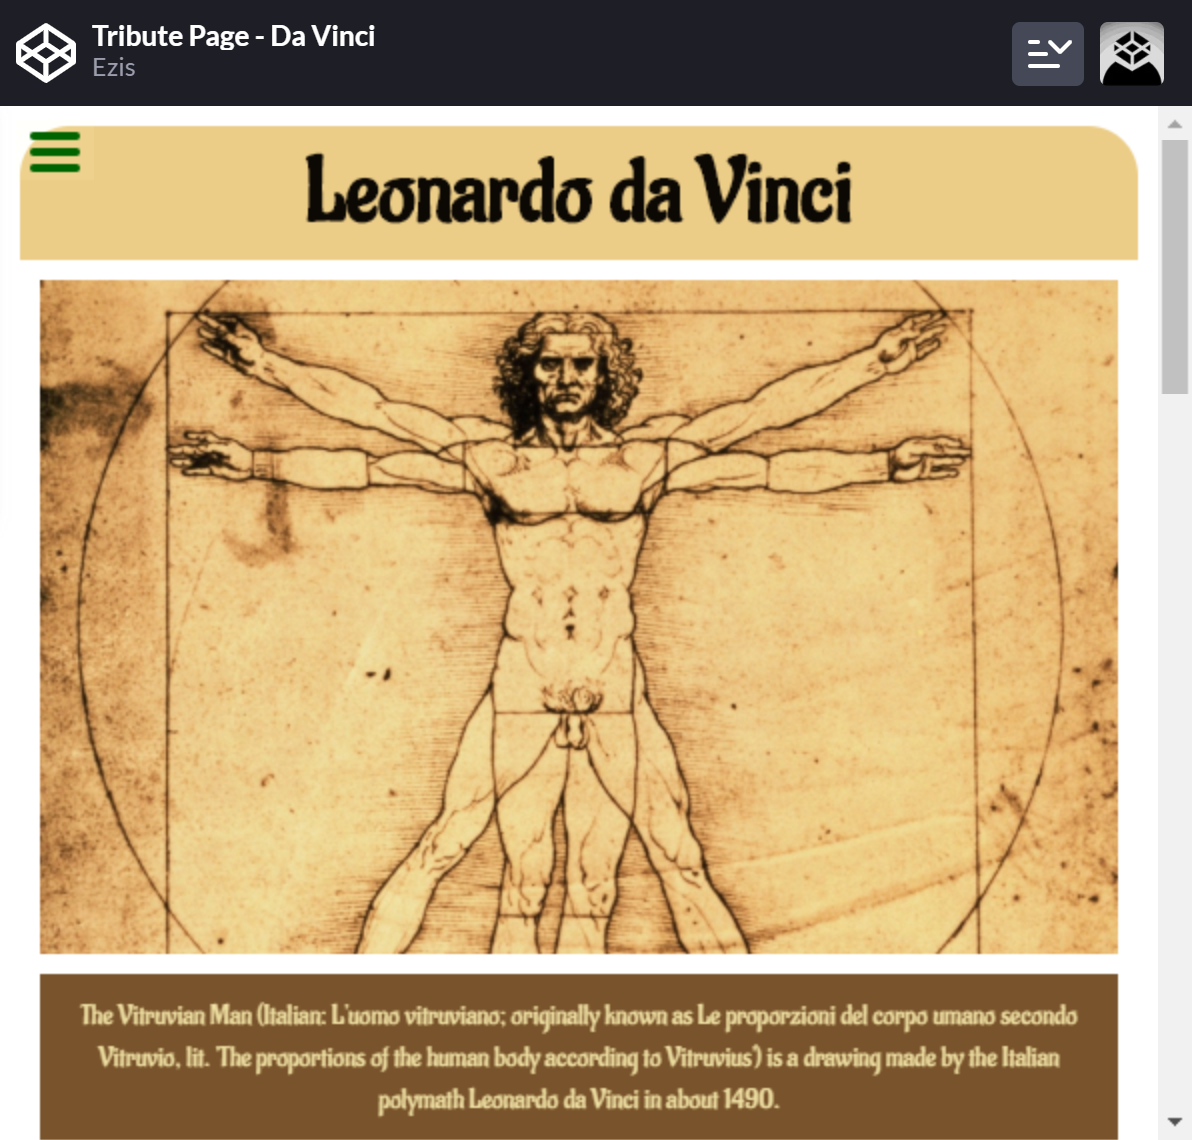 Tribute Page - Da Vinci
Ezis
Leonardo da Vinci
The Vitruvian Man (Italian: L'uomo vitruviano; originally known as Le proporzioni del corpo umano secondo
Vitruvio, lit. The proportions of the human body according to Vitruvius') is a drawing made by the Italian
polymath Leonardo da Vinci in about 1490.